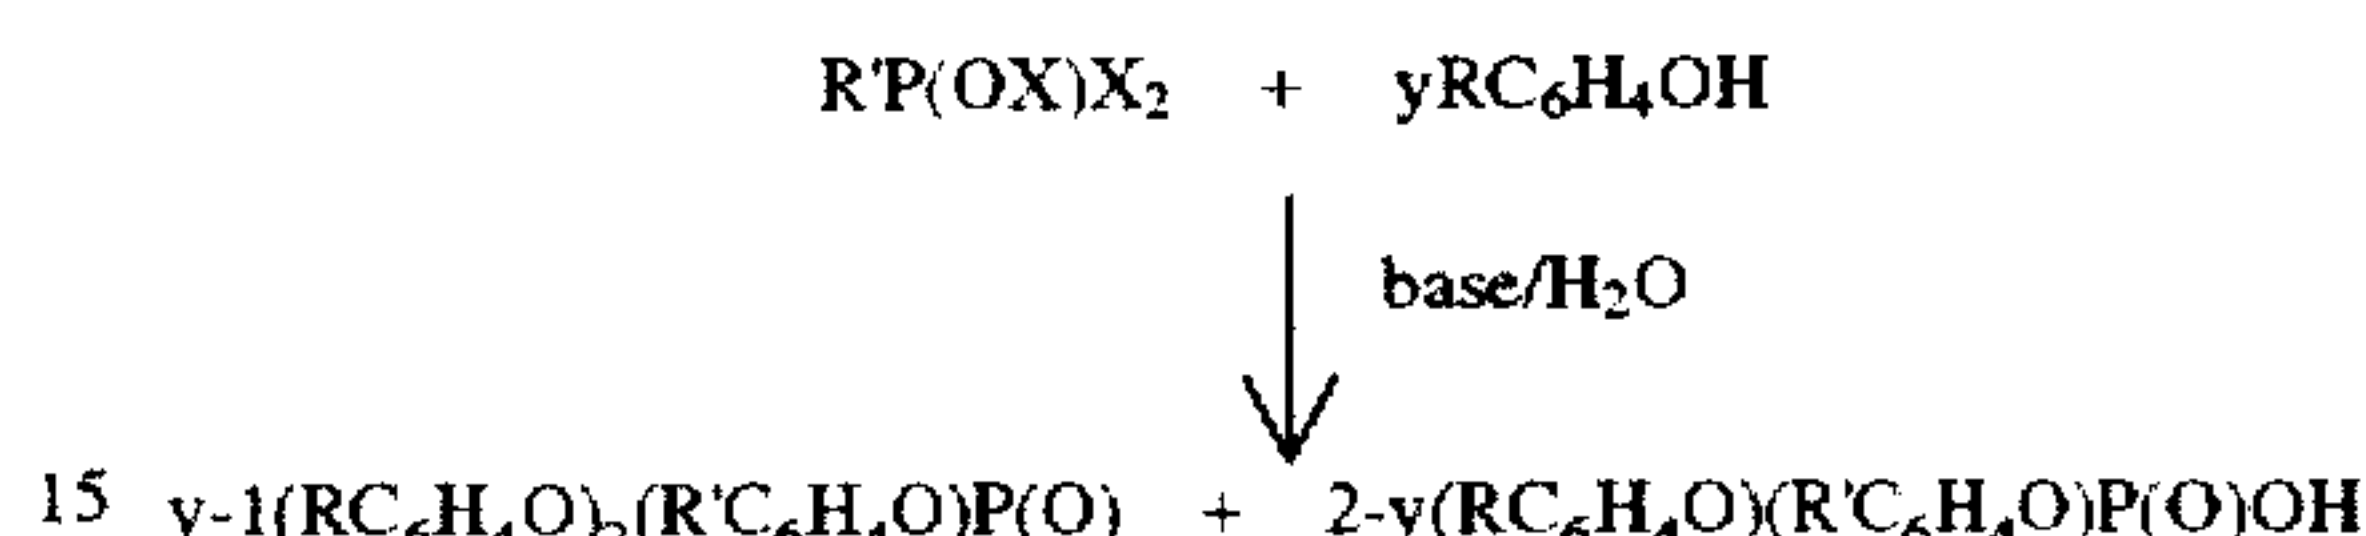 R'P(OX)X₂ + yRC₆H₄OH
base/H₂O
15 y-1(RC₆H₄O)₂(R'C₆H₄O)P(O) + 2-y(RC₆H₄O)(R'C₆H₄O)P(O)OH